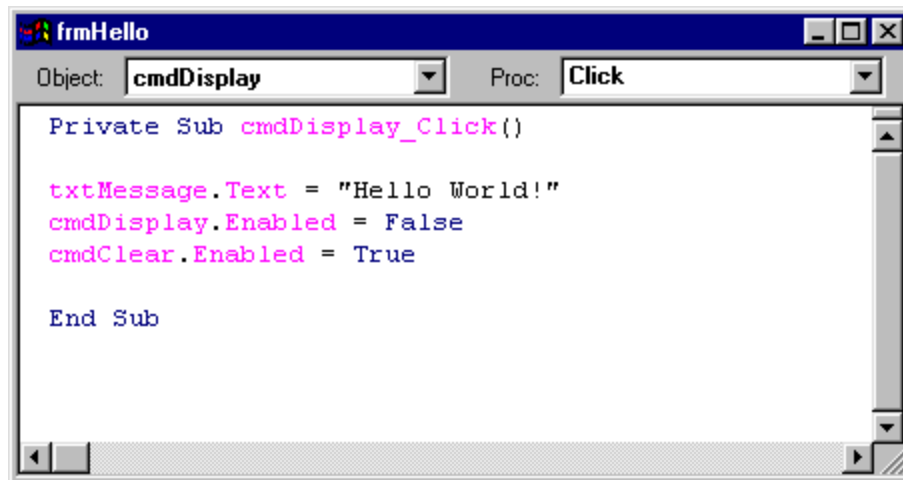 frmHello
Object: cmdDisplay Proc: Click
Private Sub cmdDisplay_Click()
txtMessage.Text = "Hello World!"
cmdDisplay.Enabled = False
cmdClear.Enabled = True
End Sub